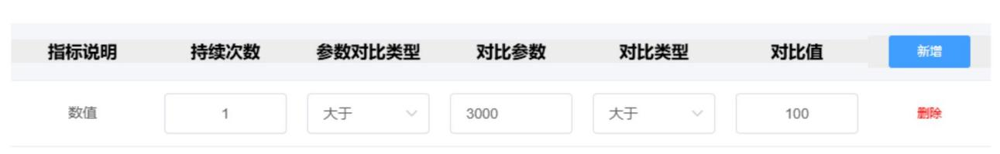 指标说明 持续次数 参数对比类型 对比参数 对比类型 对比值 新增
数值 1 大于 3000 大于 100 删除